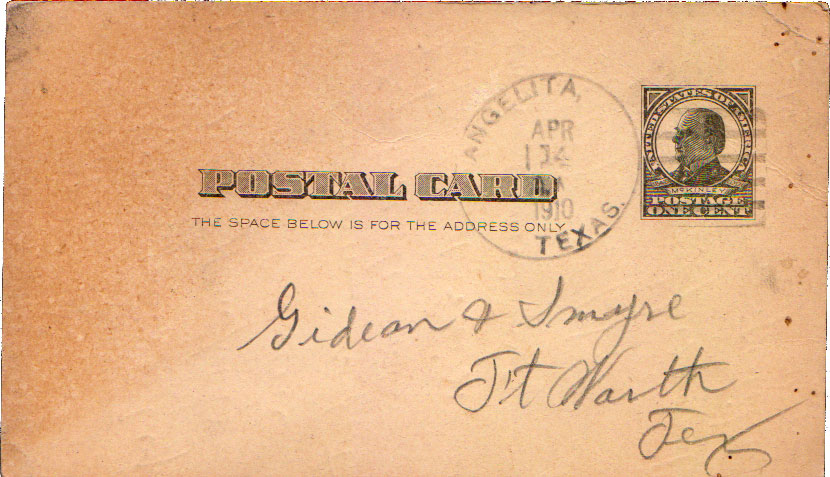 ANGELITA,
APR
14
1910
TEXAS.
UNITED STATES OF AMERICA
McKINLEY
POSTAGE
ONE CENT
POSTAL CARD
THE SPACE BELOW IS FOR THE ADDRESS ONLY
Gideon & Smyre
Ft Worth
Tex